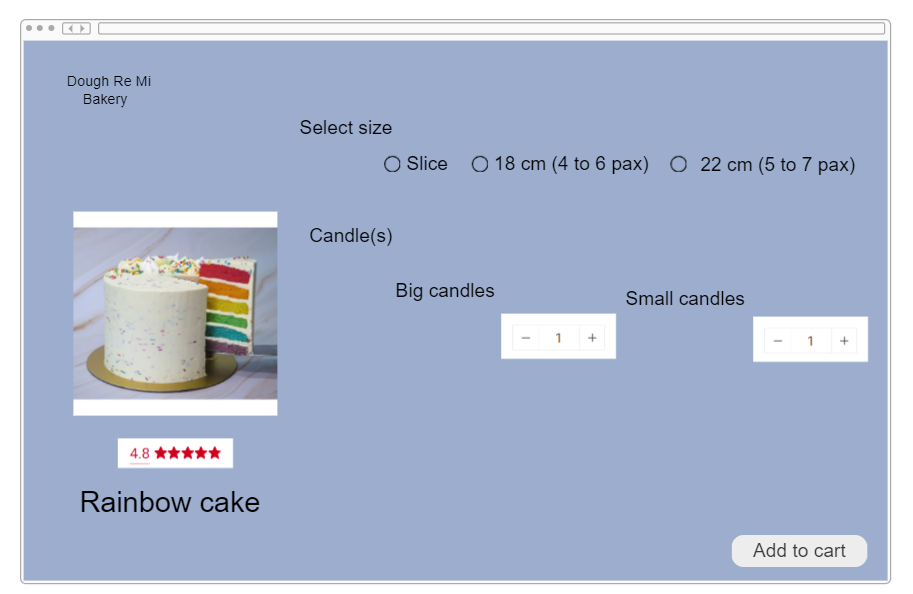 Dough Re Mi
Bakery
Select size
Slice 18 cm (4 to 6 pax) 22 cm (5 to 7 pax)
Candle(s)
Big candles
Small candles
− 1 +
− 1 +
4.8
Rainbow cake
Add to cart